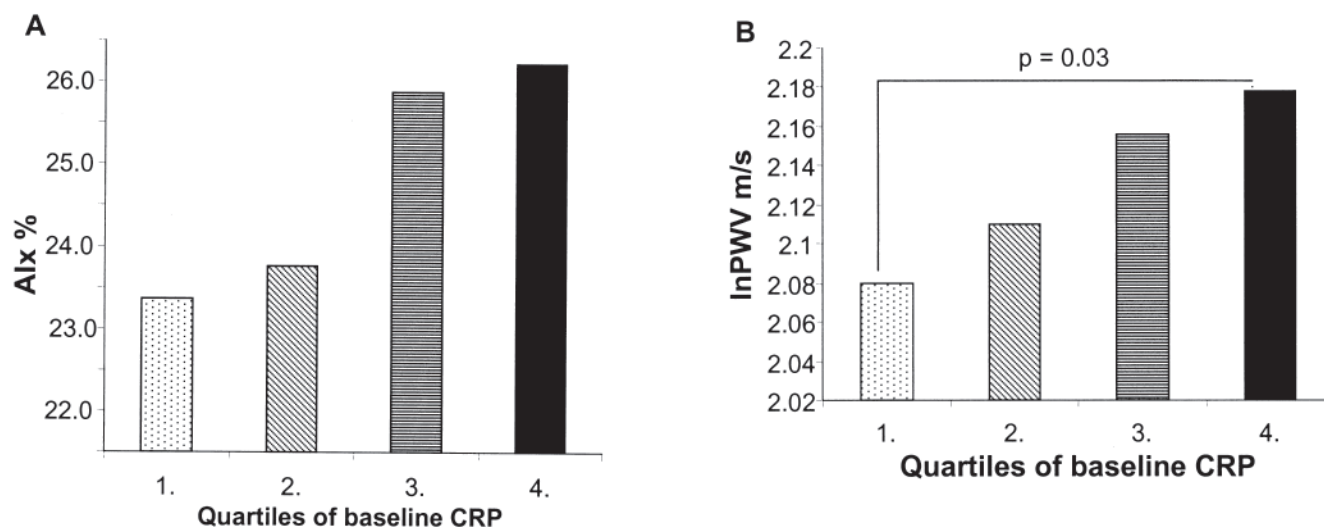 A
AIx %
26.0
25.0
24.0
23.0
22.0
1. 2. 3. 4.
Quartiles of baseline CRP
B
lnPWV m/s
2.2
2.18
2.16
2.14
2.12
2.1
2.08
2.06
2.04
2.02
p = 0.03
1. 2. 3. 4.
Quartiles of baseline CRP